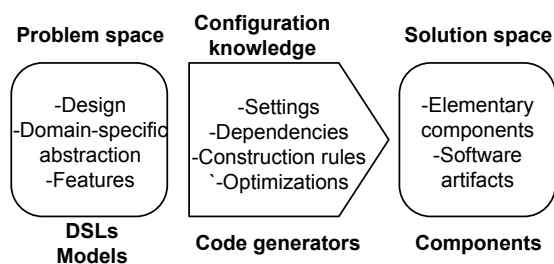 Problem space
-Design
-Domain-specific
abstraction
-Features
DSLs
Models
Configuration
knowledge
-Settings
-Dependencies
-Construction rules
`-Optimizations
Code generators
Solution space
-Elementary
components
-Software
artifacts
Components